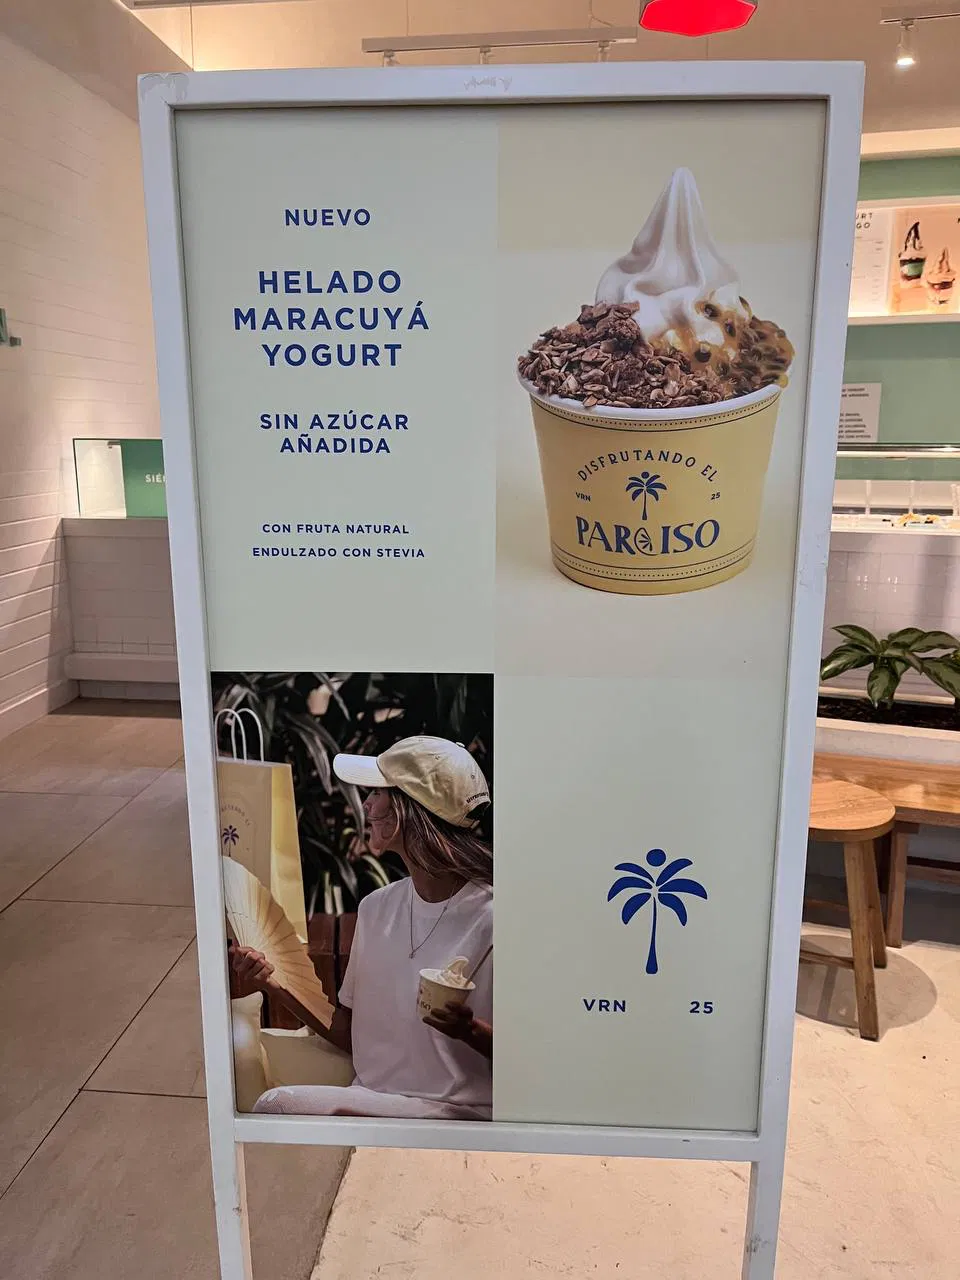 NUEVO
HELADO
MARACUYÁ
YOGURT
SIN AZÚCAR
AÑADIDA
CON FRUTA NATURAL
ENDULZADO CON STEVIA
DISFRUTANDO EL
VRN 25
PARAISO
VRN 25